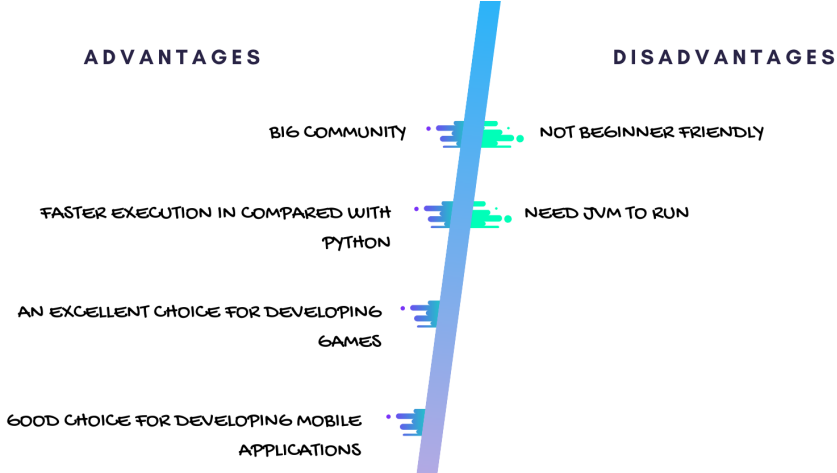 ADVANTAGES
DISADVANTAGES
BIG COMMUNITY
NOT BEGINNER FRIENDLY
FASTER EXECUTION IN COMPARED WITH
PYTHON
NEED JVM TO RUN
AN EXCELLENT CHOICE FOR DEVELOPING
GAMES
GOOD CHOICE FOR DEVELOPING MOBILE
APPLICATIONS